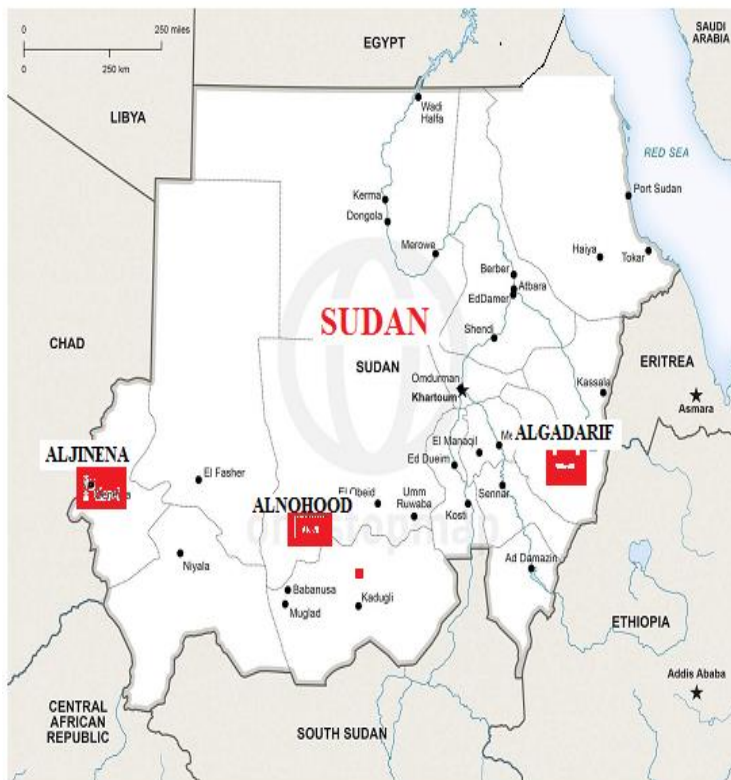 0 250 miles
0 250 km
EGYPT
SAUDI
ARABIA
LIBYA
Wadi
Halfa
RED SEA
Port Sudan
Kerma
Dongola
Merowe
Haiya
Tokar
Berber
Atbara
EdDamer
SUDAN
Shendi
CHAD
SUDAN
ERITREA
Omdurman
Khartoum
Kassala
Asmara
ALGADARIF
El Manaqil
ALJINENA
Ed Dueim
El Fasher
ALNOHOOD
El Obeid
Umm
Ruwaba
Sennar
Kosti
Niyala
Ad Damazin
Babanusa
Muglad
Kadugli
ETHIOPIA
Addis Ababa
CENTRAL
AFRICAN
REPUBLIC
SOUTH SUDAN